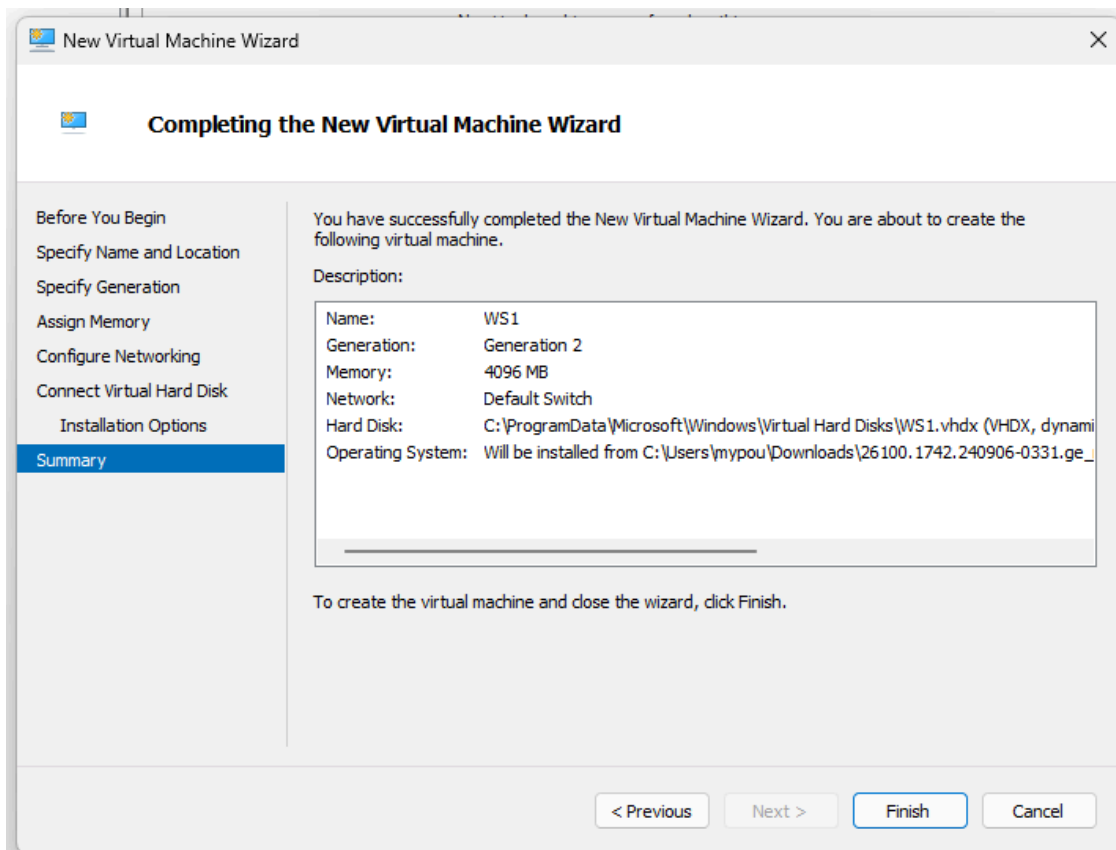 New Virtual Machine Wizard
Completing the New Virtual Machine Wizard
Before You Begin
Specify Name and Location
Specify Generation
Assign Memory
Configure Networking
Connect Virtual Hard Disk
Installation Options
Summary
You have successfully completed the New Virtual Machine Wizard. You are about to create the
following virtual machine.
Description:
Name: WS1
Generation: Generation 2
Memory: 4096 MB
Network: Default Switch
Hard Disk: C:\ProgramData\Microsoft\Windows\Virtual Hard Disks\WS1.vhdx (VHDX, dynami
Operating System: Will be installed from C:\Users\mypou\Downloads\26100.1742.240906-0331.ge_
To create the virtual machine and close the wizard, click Finish.
< Previous
Next >
Finish
Cancel